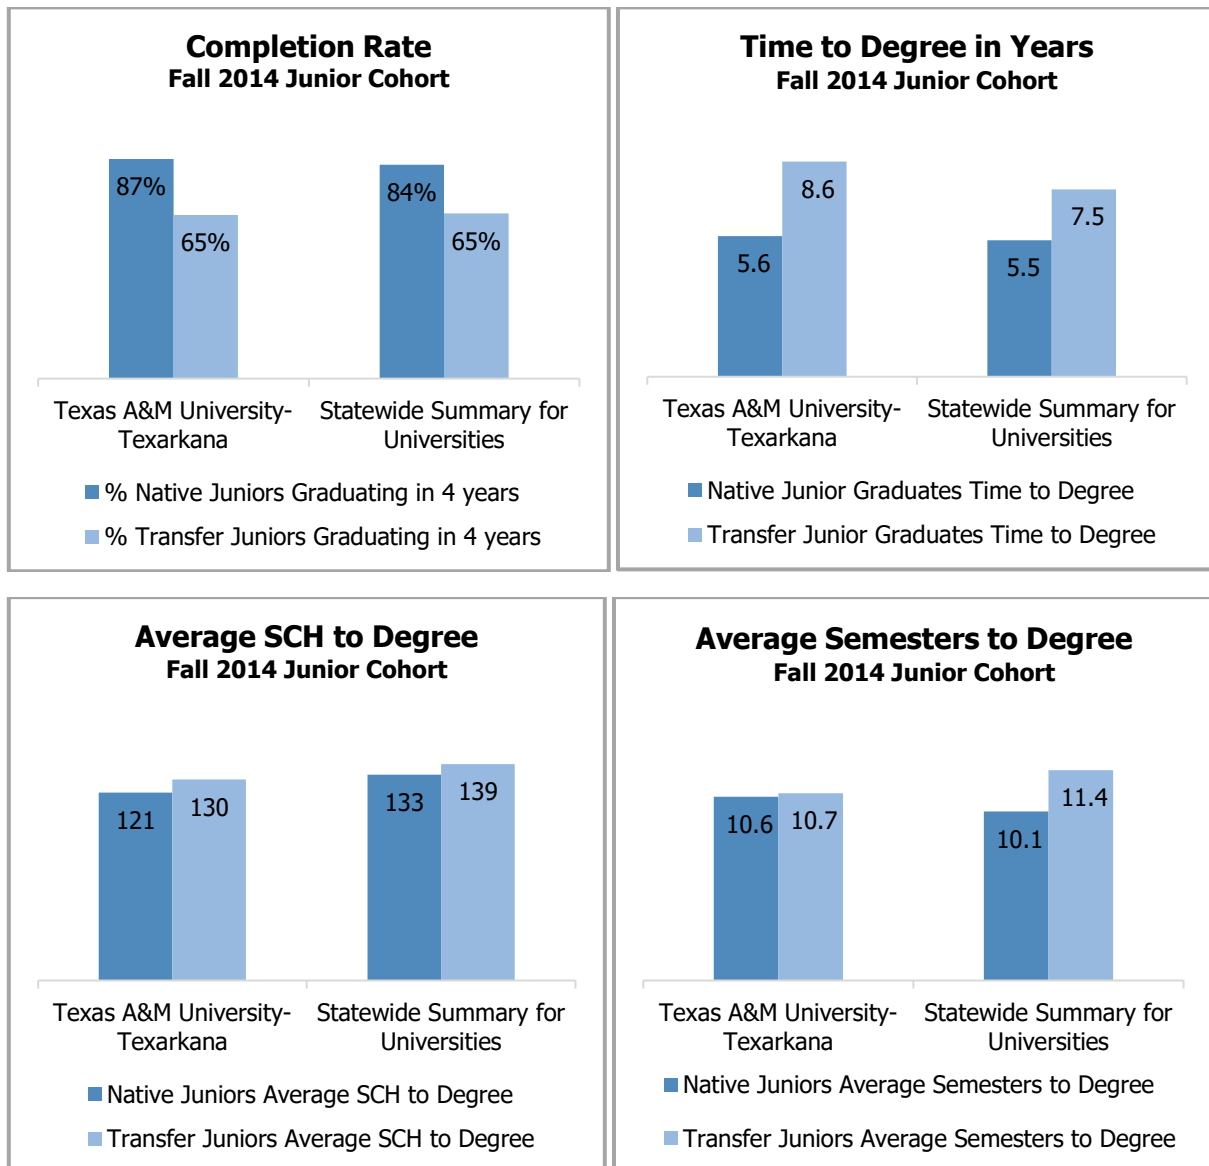 Completion Rate
Fall 2014 Junior Cohort
87%
65%
84%
65%
Texas A&M University-
Texarkana
Statewide Summary for
Universities
% Native Juniors Graduating in 4 years
% Transfer Juniors Graduating in 4 years
Time to Degree in Years
Fall 2014 Junior Cohort
5.6
8.6
5.5
7.5
Texas A&M University-
Texarkana
Statewide Summary for
Universities
Native Junior Graduates Time to Degree
Transfer Junior Graduates Time to Degree
Average SCH to Degree
Fall 2014 Junior Cohort
121
130
133
139
Texas A&M University-
Texarkana
Statewide Summary for
Universities
Native Juniors Average SCH to Degree
Transfer Juniors Average SCH to Degree
Average Semesters to Degree
Fall 2014 Junior Cohort
10.6
10.7
10.1
11.4
Texas A&M University-
Texarkana
Statewide Summary for
Universities
Native Juniors Average Semesters to Degree
Transfer Juniors Average Semesters to Degree